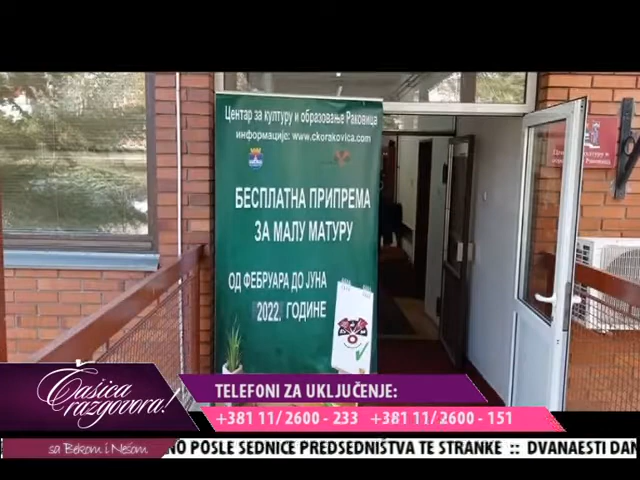 Центар за културу и образовање Раковица
информације: www.ckorakovica.com
БЕСПЛАТНА ПРИПРЕМА
ЗА МАЛУ МАТУРУ
ОД ФЕБРУАРА ДО ЈУНА
2022. ГОДИНЕ
Čašica
razgovora!
sa Bekom i Nešom
TELEFONI ZA UKLJUČENJE:
+381 11/ 2600 - 233 +381 11/ 2600 - 151
NO POSLE SEDNICE PREDSEDNIŠTVA TE STRANKE :: DVANAESTI DAN